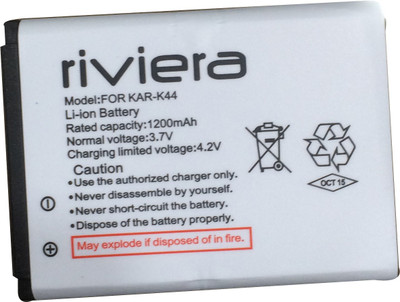 riviera
Model:FOR KAR-K44
Li-ion Battery
Rated capacity:1200mAh
Normal voltage:3.7V
Charging limited voltage:4.2V
Caution
•Use the authorized charger only.
•Never disassemble by yourself.
•Never short-circuit the battery.
•Dispose of the battery properly.
May explode if disposed of in fire.
OCT 15